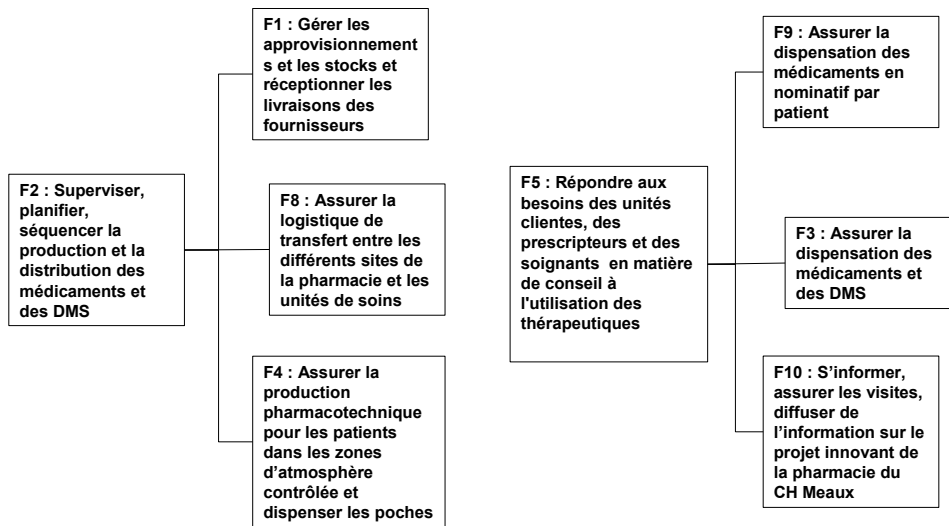 F1 : Gérer les
approvisionnement
s et les stocks et
réceptionner les
livraisons des
fournisseurs
F2 : Superviser,
planifier,
séquencer la
production et la
distribution des
médicaments et
des DMS
F8 : Assurer la
logistique de
transfert entre les
différents sites de
la pharmacie et les
unités de soins
F4 : Assurer la
production
pharmacotechnique
pour les patients
dans les zones
d’atmosphère
contrôlée et
dispenser les poches
F9 : Assurer la
dispensation des
médicaments en
nominatif par
patient
F5 : Répondre aux
besoins des unités
clientes, des
prescripteurs et des
soignants en matière
de conseil à
l'utilisation des
thérapeutiques
F3 : Assurer la
dispensation des
médicaments et
des DMS
F10 : S’informer,
assurer les visites,
diffuser de
l’information sur le
projet innovant de
la pharmacie du
CH Meaux